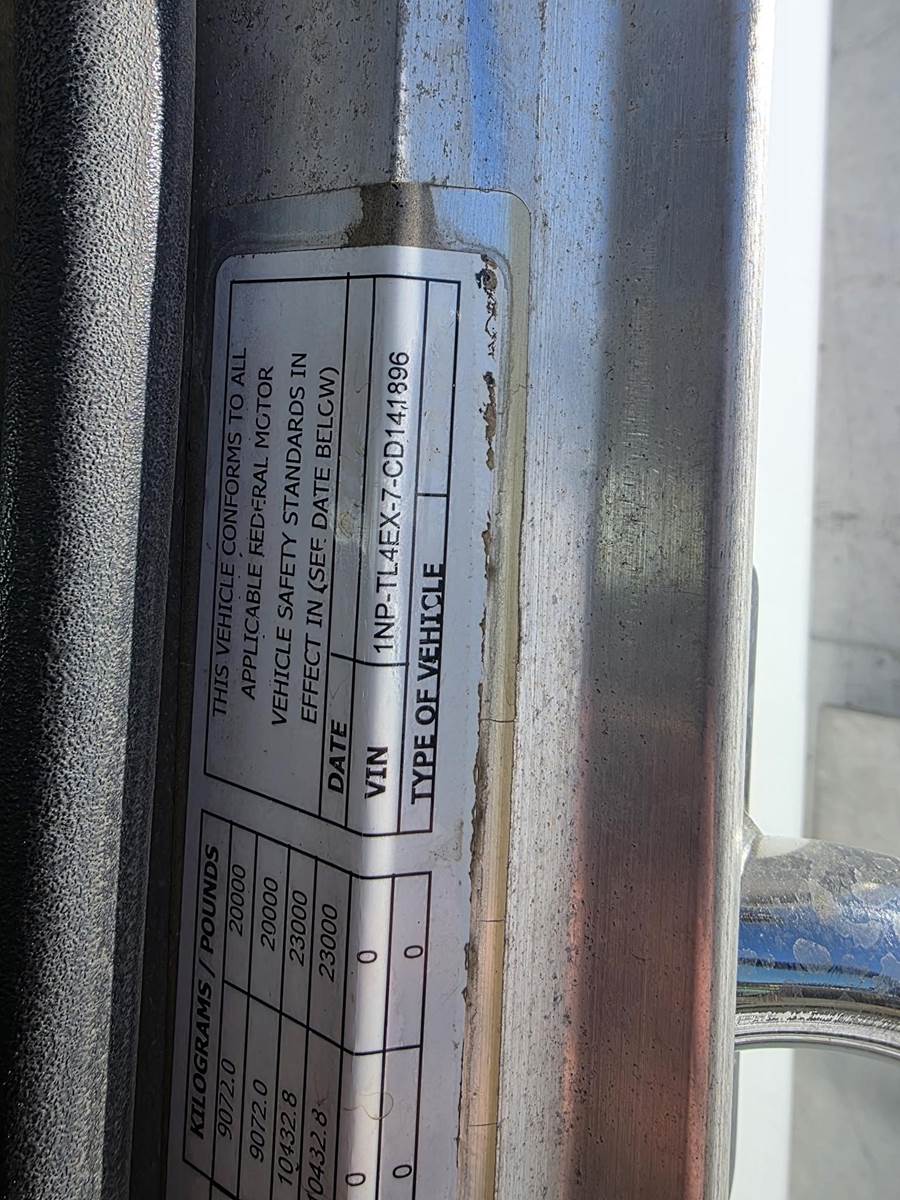 THIS VEHICLE CONFORMS TO ALL
APPLICABLE FEDERAL MOTOR
VEHICLE SAFETY STANDARDS IN
EFFECT IN (SEE DATE BELOW)
DATE
VIN 1NP-TL4EX-7-CD141896
TYPE OF VEHICLE
KILOGRAMS / POUNDS
9072.0 20000
9072.0 20000
10432.8 23000
10432.8 23000
0 0
0 0